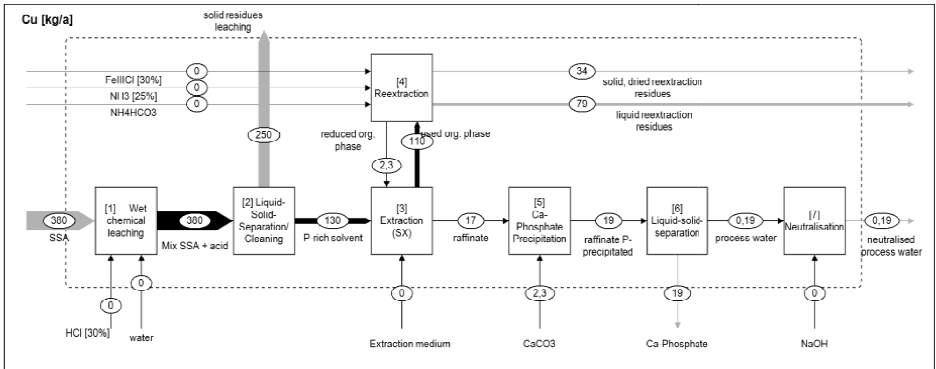 Cu [kg/a]
solid residues
leaching
0
FeIIICl [30%]
0
NH3 [25%]
0
NH4HCO3
[4]
Reextraction
34
solid, dried reextraction
residues
79
liquid reextraction
residues
250
reduced org.
phase
2,3
used org. phase
110
380
SSA
[1] Wet
chemical
leaching
380
Mix SSA + acid
[2] Liquid-
Solid-
Separation/
Cleaning
130
P-rich solvent
[3]
Extraction
(SX)
17
raffinate
[5]
Ca-
Phosphate
Precipitation
19
raffinate P-
precipitated
[6]
Liquid-solid-
separation
0,19
process water
[7]
Neutralisation
0,19
neutralised
process water
0
HCl [30%]
0
water
0
Extraction medium
2,3
CaCO3
19
Ca-Phosphate
0
NaOH